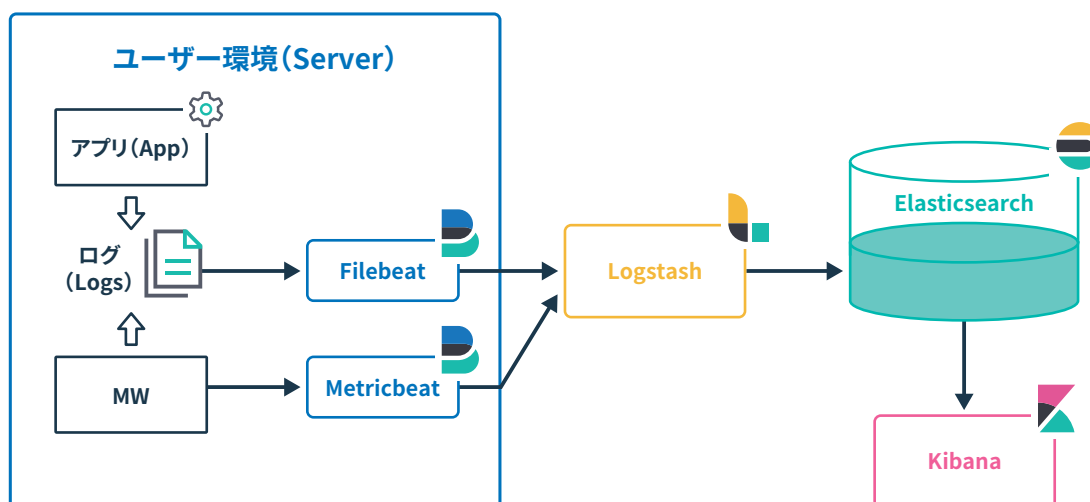 ユーザー環境（Server）
アプリ（App）
ログ
（Logs）
Filebeat
Logstash
Elasticsearch
MW
Metricbeat
Kibana